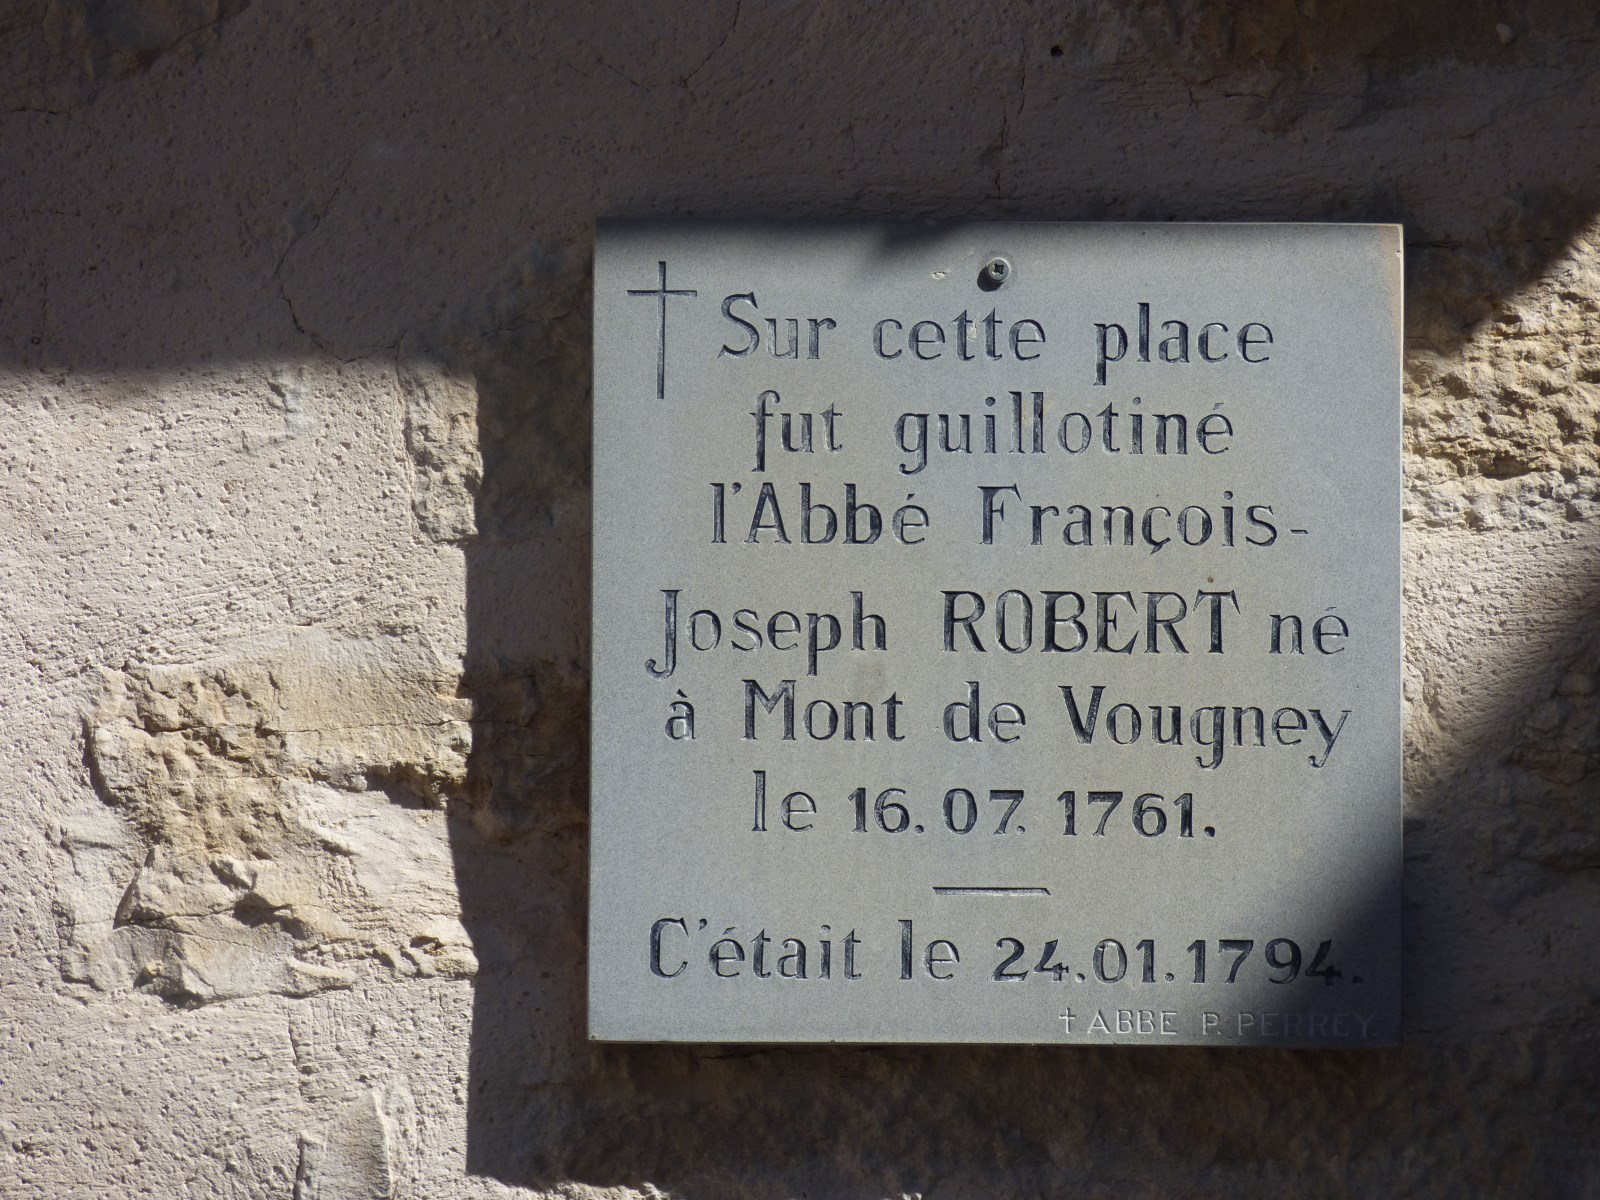 Sur cette place
fut guillotiné
l'Abbé François-
Joseph ROBERT né
à Mont de Vougney
le 16.07.1761.
C'était le 24.01.1794.
✝ ABBE P. PERREY